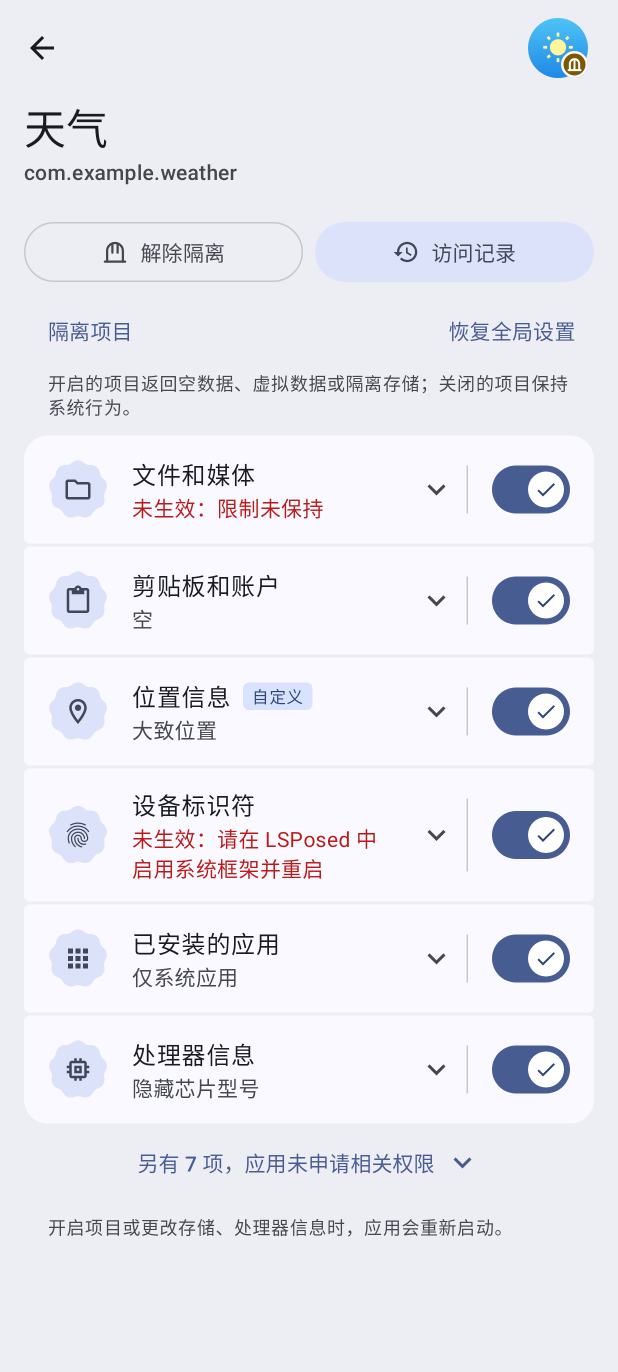 天气
com.example.weather
解除隔离
访问记录
隔离项目
恢复全局设置
开启的项目返回空数据、虚拟数据或隔离存储；关闭的项目保持
系统行为。
文件和媒体
未生效：限制未保持
剪贴板和账户
空
位置信息 自定义
大致位置
设备标识符
未生效：请在 LSPosed 中
启用系统框架并重启
已安装的应用
仅系统应用
处理器信息
隐藏芯片型号
另有 7 项，应用未申请相关权限
开启项目或更改存储、处理器信息时，应用会重新启动。